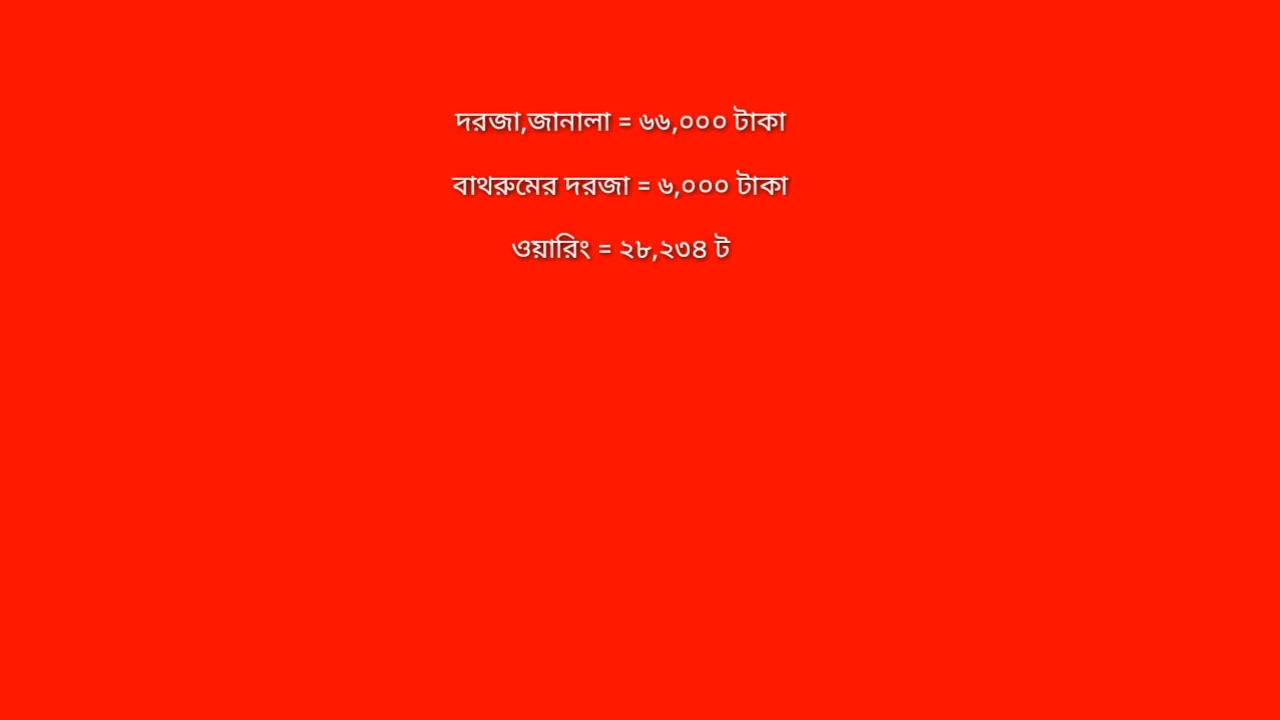 দরজা,জানালা = ৬৬,০০০ টাকা
বাথরুমের দরজা = ৬,০০০ টাকা
ওয়ারিং = ২৮,২৩৪ ট